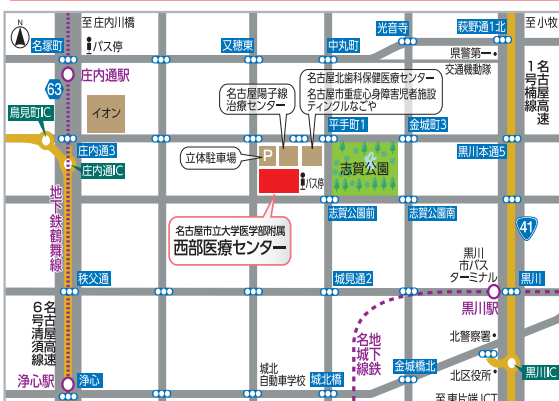 至庄内川橋
光音寺
萩野通1北
至小牧
N
名塚町
バス停
又穂東
中丸町
県警第一
交通機動隊
名古屋高速
1号楠線
庄内通駅
63
イオン
名古屋陽子線
治療センター
名古屋北歯科保健医療センター
名古屋市重症心身障害児者施設
ティンクルなごや
鳥見町IC
平手町1
金城町3
庄内通3
立体駐車場
P
黒川本通5
庄内通IC
バス停
志賀公園
地下鉄鶴舞線
志賀公園前
志賀公園南
41
名古屋市立大学医学部附属
西部医療センター
黒川
市バス
ターミナル
秩父通
城見通2
黒川
黒川駅
名古屋高速
6号清須線
地下鉄
名城線
北警察署
金城橋北
城北
自動車学校
城北橋
北区役所
黒川IC
浄心駅
浄心
至東片端JCT